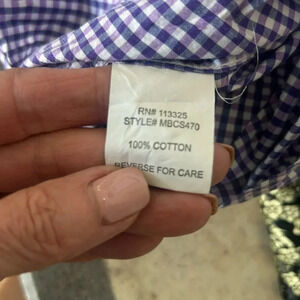 RN# 113325
STYLE# MBCS470
100% COTTON
REVERSE FOR CARE